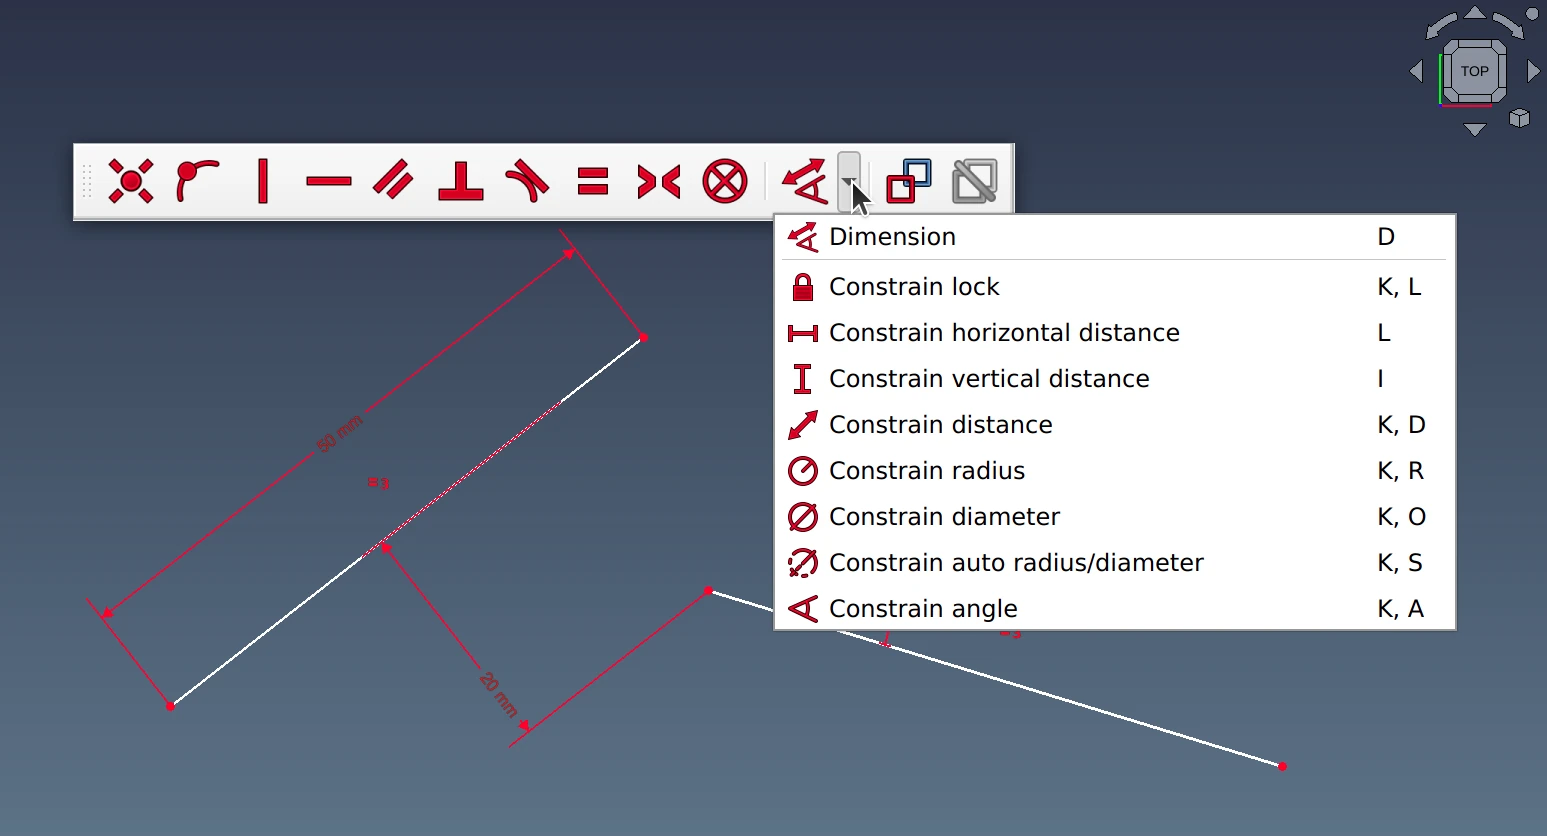 TOP
Dimension D
Constrain lock K, L
Constrain horizontal distance L
Constrain vertical distance I
Constrain distance K, D
Constrain radius K, R
Constrain diameter K, O
Constrain auto radius/diameter K, S
Constrain angle K, A
50 mm
3
20 mm
3